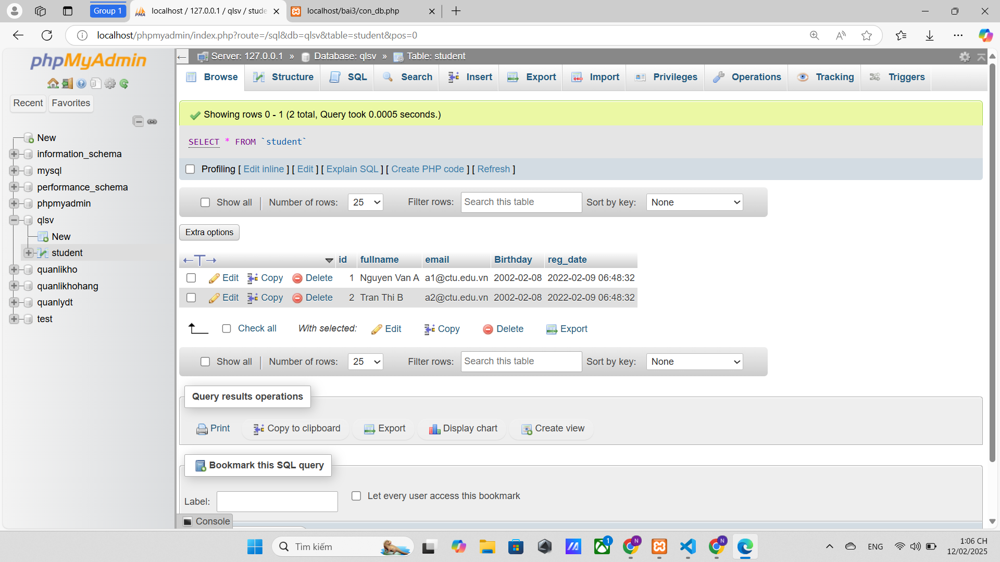 Group 1
localhost / 127.0.0.1 / qlsv / stude
localhost/bai3/con_db.php
localhost/phpmyadmin/index.php?route=/sql&db=qlsv&table=student&pos=0
phpMyAdmin
Recent Favorites
New
information_schema
mysql
performance_schema
phpmyadmin
qlsv
New
student
quanlikho
quanlikhohang
quanlydt
test
Server: 127.0.0.1 » Database: qlsv » Table: student
Browse Structure SQL Search Insert Export Import Privileges Operations Tracking Triggers
Showing rows 0 - 1 (2 total, Query took 0.0005 seconds.)
SELECT * FROM `student`
Profiling [ Edit inline ] [ Edit ] [ Explain SQL ] [ Create PHP code ] [ Refresh ]
Show all Number of rows: 25 Filter rows: Search this table Sort by key: None
Extra options
id fullname email Birthday reg_date
Edit Copy Delete 1 Nguyen Van A a1@ctu.edu.vn 2002-02-08 2022-02-09 06:48:32
Edit Copy Delete 2 Tran Thi B a2@ctu.edu.vn 2002-02-08 2022-02-09 06:48:32
Check all With selected: Edit Copy Delete Export
Show all Number of rows: 25 Filter rows: Search this table Sort by key: None
Query results operations
Print Copy to clipboard Export Display chart Create view
Bookmark this SQL query
Label: Let every user access this bookmark
Console
Tìm kiếm
1
N
N
ENG
1:06 CH
12/02/2025